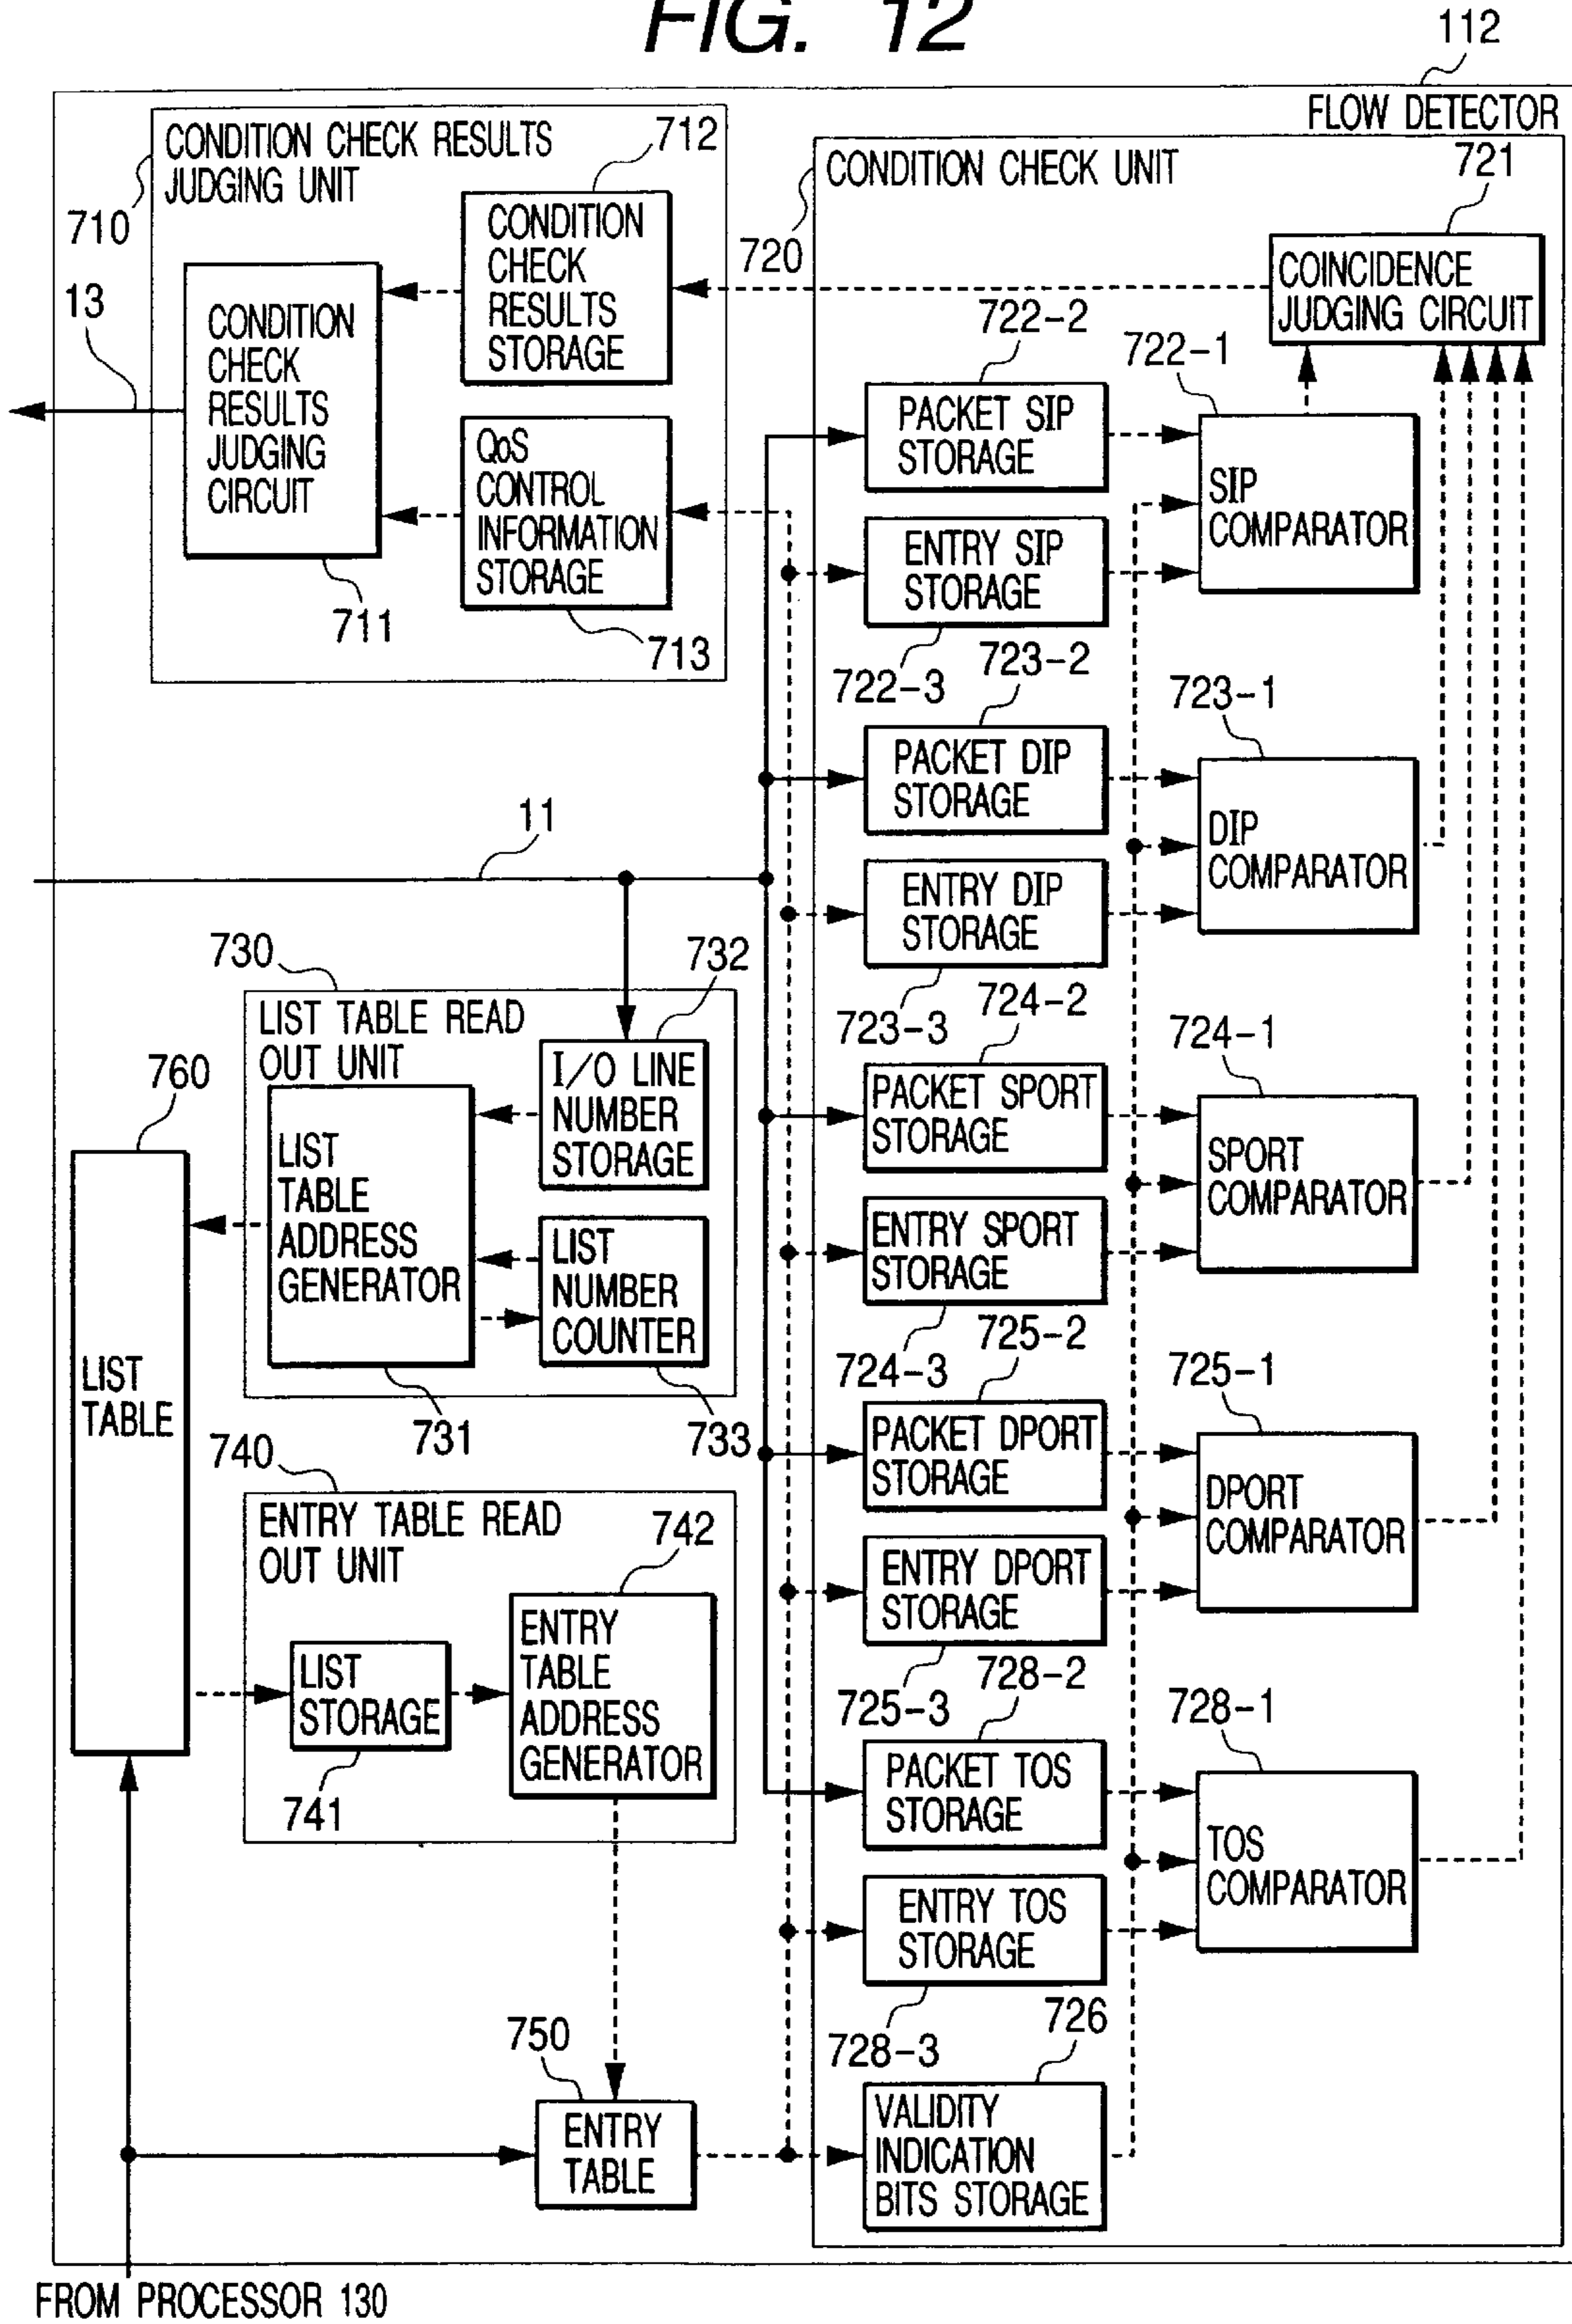 FIG. 12
112
FLOW DETECTOR
CONDITION CHECK RESULTS
JUDGING UNIT
710
712
CONDITION
CHECK
RESULTS
STORAGE
13
CONDITION
CHECK
RESULTS
JUDGING
CIRCUIT
711
QoS
CONTROL
INFORMATION
STORAGE
713
720
CONDITION CHECK UNIT
721
COINCIDENCE
JUDGING CIRCUIT
722-2
722-1
PACKET SIP
STORAGE
SIP
COMPARATOR
ENTRY SIP
STORAGE
722-3
723-2
723-1
PACKET DIP
STORAGE
DIP
COMPARATOR
ENTRY DIP
STORAGE
723-3
11
730
732
LIST TABLE READ
OUT UNIT
I/O LINE
NUMBER
STORAGE
760
LIST
TABLE
ADDRESS
GENERATOR
LIST
NUMBER
COUNTER
731
733
LIST
TABLE
724-2
724-1
PACKET SPORT
STORAGE
SPORT
COMPARATOR
ENTRY SPORT
STORAGE
724-3
725-2
725-1
PACKET DPORT
STORAGE
DPORT
COMPARATOR
ENTRY DPORT
STORAGE
725-3
740
ENTRY TABLE READ
OUT UNIT
742
LIST
STORAGE
741
ENTRY
TABLE
ADDRESS
GENERATOR
728-2
728-1
PACKET TOS
STORAGE
TOS
COMPARATOR
ENTRY TOS
STORAGE
728-3
726
750
ENTRY
TABLE
VALIDITY
INDICATION
BITS STORAGE
FROM PROCESSOR 130